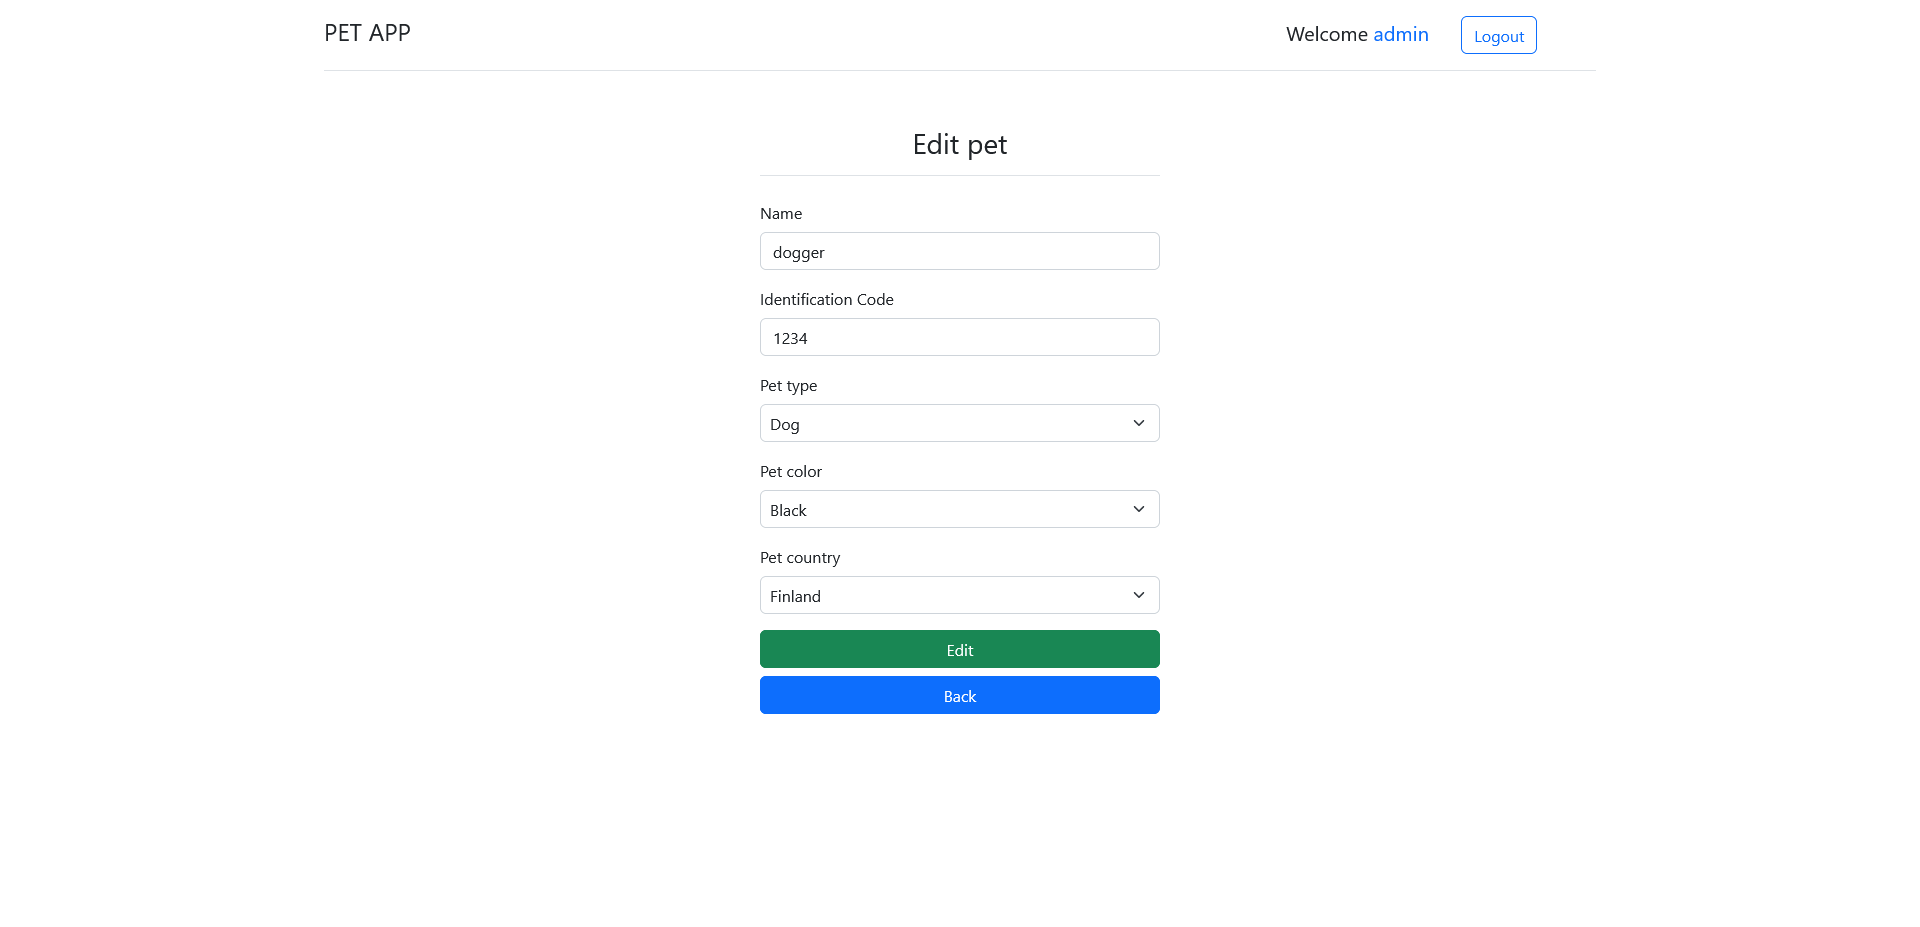 PET APP
Welcome admin
Logout
Edit pet
Name
dogger
Identification Code
1234
Pet type
Dog
Pet color
Black
Pet country
Finland
Edit
Back